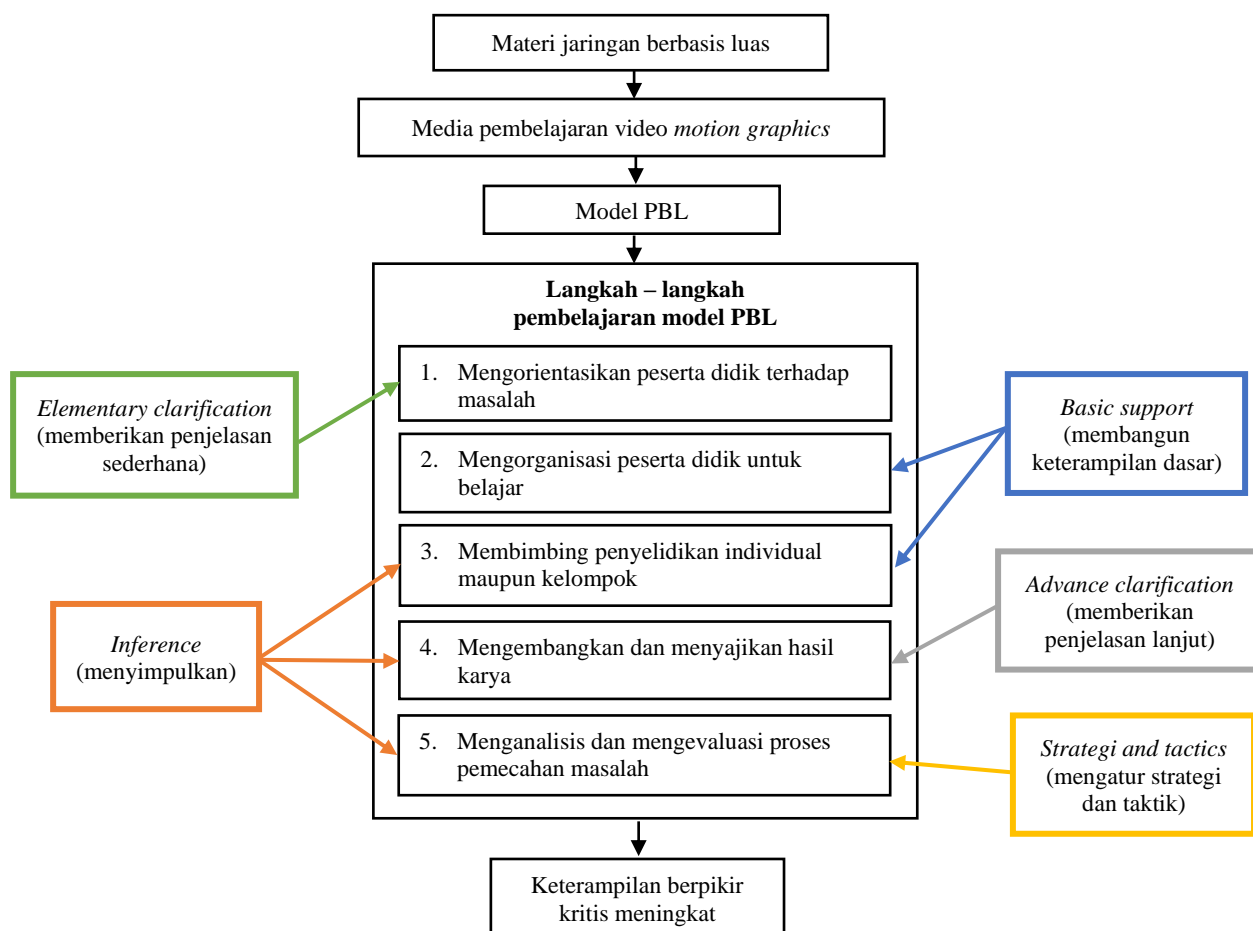 Materi jaringan berbasis luas
Media pembelajaran video motion graphics
Model PBL
Langkah – langkah
pembelajaran model PBL
1. Mengorientasikan peserta didik terhadap
masalah
2. Mengorganisasi peserta didik untuk
belajar
3. Membimbing penyelidikan individual
maupun kelompok
4. Mengembangkan dan menyajikan hasil
karya
5. Menganalisis dan mengevaluasi proses
pemecahan masalah
Elementary clarification
(memberikan penjelasan
sederhana)
Inference
(menyimpulkan)
Basic support
(membangun
keterampilan dasar)
Advance clarification
(memberikan
penjelasan lanjut)
Strategi and tactics
(mengatur strategi
dan taktik)
Keterampilan berpikir
kritis meningkat